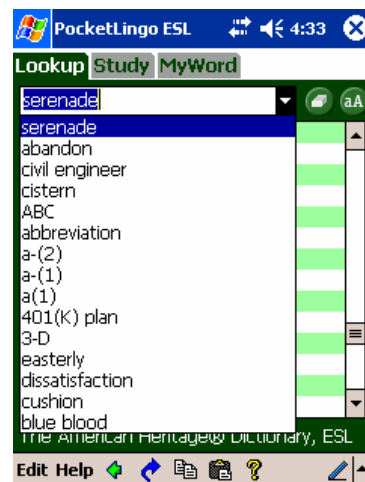 PocketLingo ESL 4:33
Lookup Study MyWord
serenade
aA
serenade
abandon
civil engineer
cistern
ABC
abbreviation
a-(2)
a-(1)
a(1)
401(K) plan
3-D
easterly
dissatisfaction
cushion
blue blood
The American Heritage® Dictionary, ESL
Edit Help